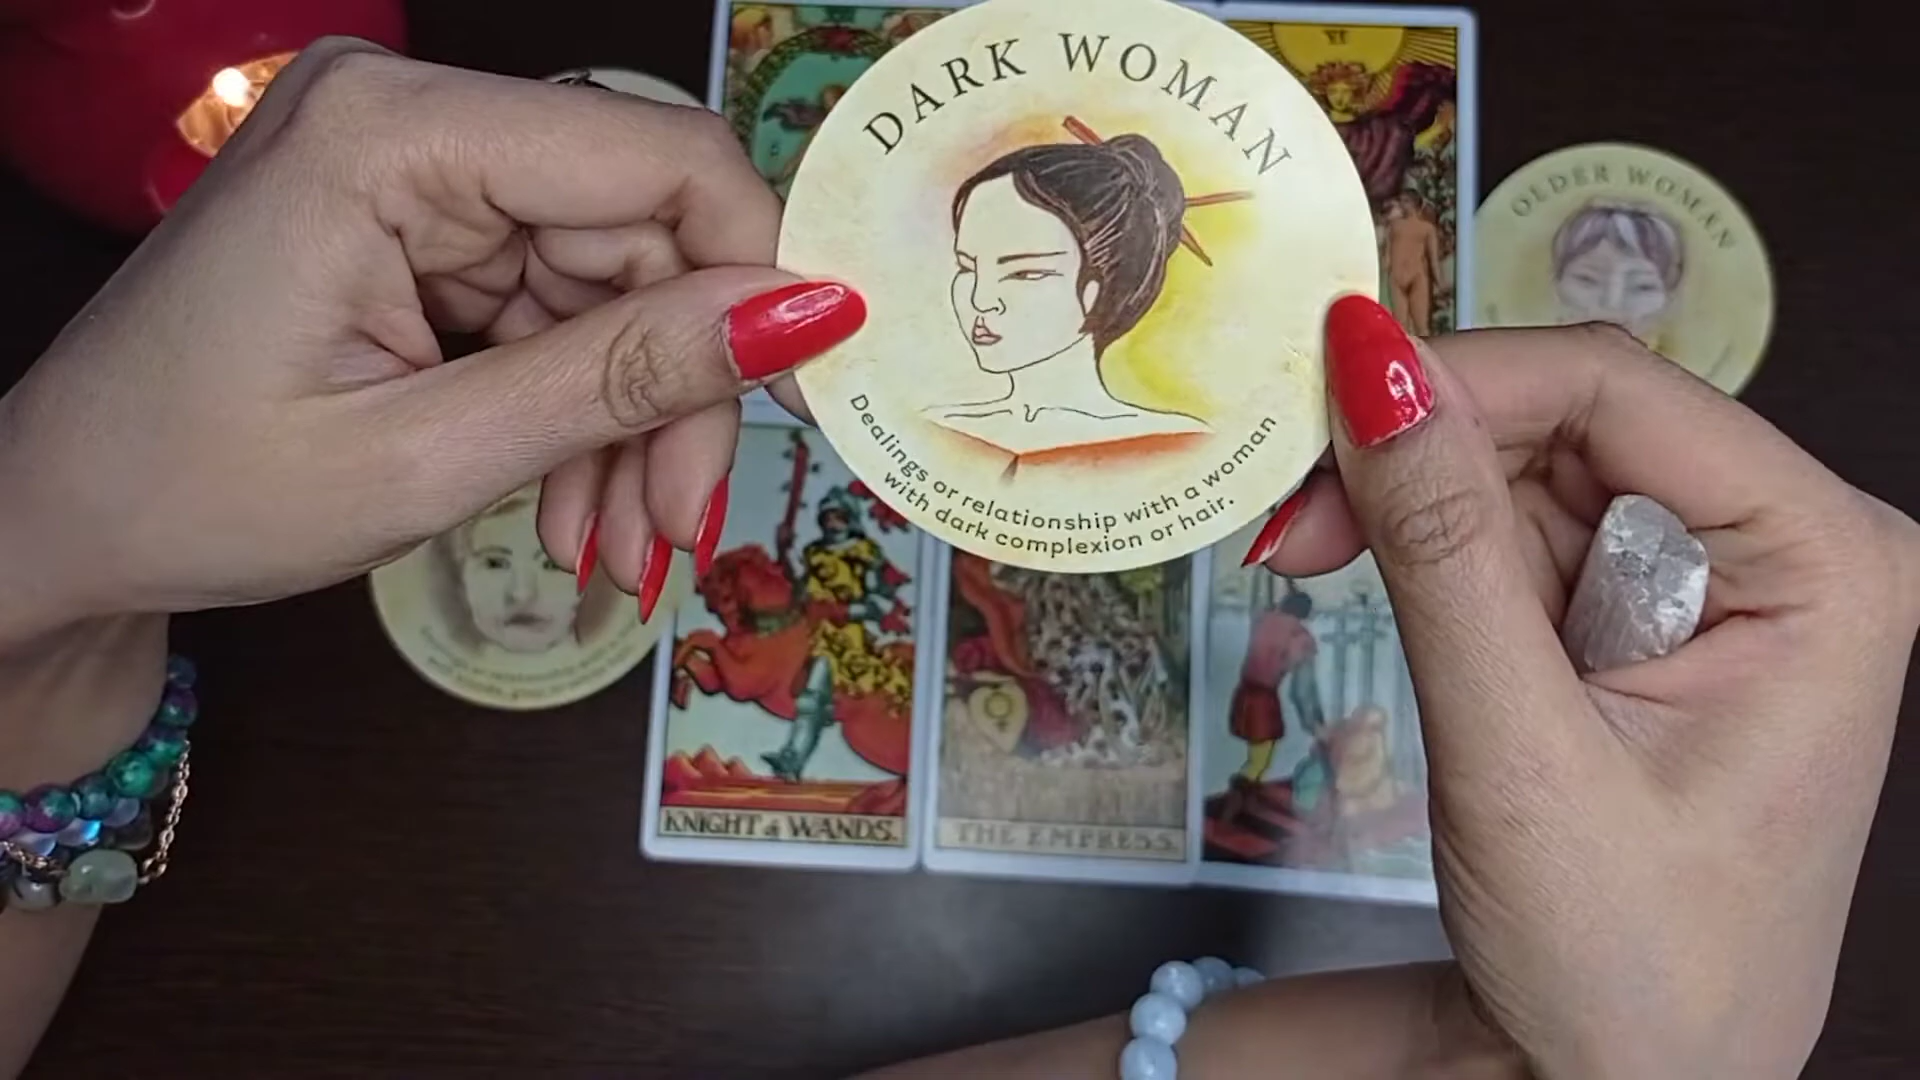 DARK WOMAN
Dealings or relationship with a woman
with dark complexion or hair.
OLDER WOMAN
VI
KNIGHT of WANDS.
THE EMPRESS.